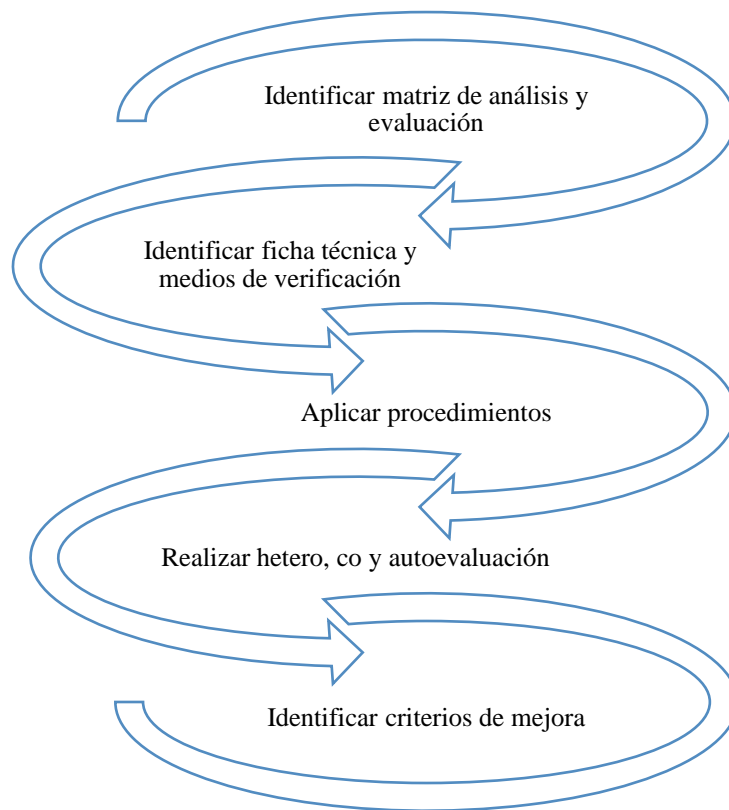 Identificar matriz de análisis y
evaluación
Identificar ficha técnica y
medios de verificación
Aplicar procedimientos
Realizar hetero, co y autoevaluación
Identificar criterios de mejora